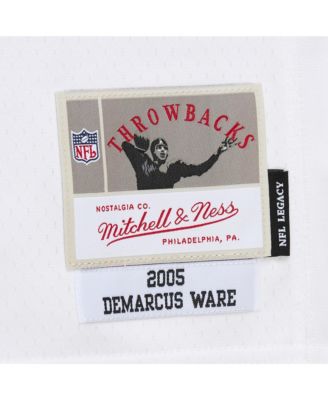 THROWBACKS
NFL
NOSTALGIA CO.
Mitchell & Ness
PHILADELPHIA, PA.
NFL LEGACY
2005
DEMARCUS WARE